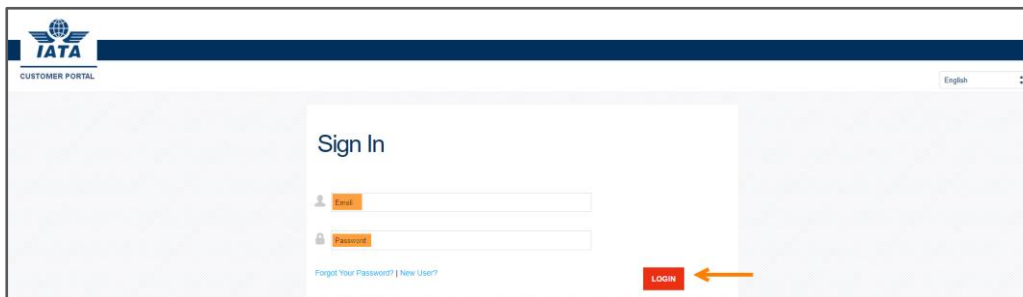 IATA
CUSTOMER PORTAL
English
Sign In
Email
Password
Forgot Your Password? | New User?
LOGIN